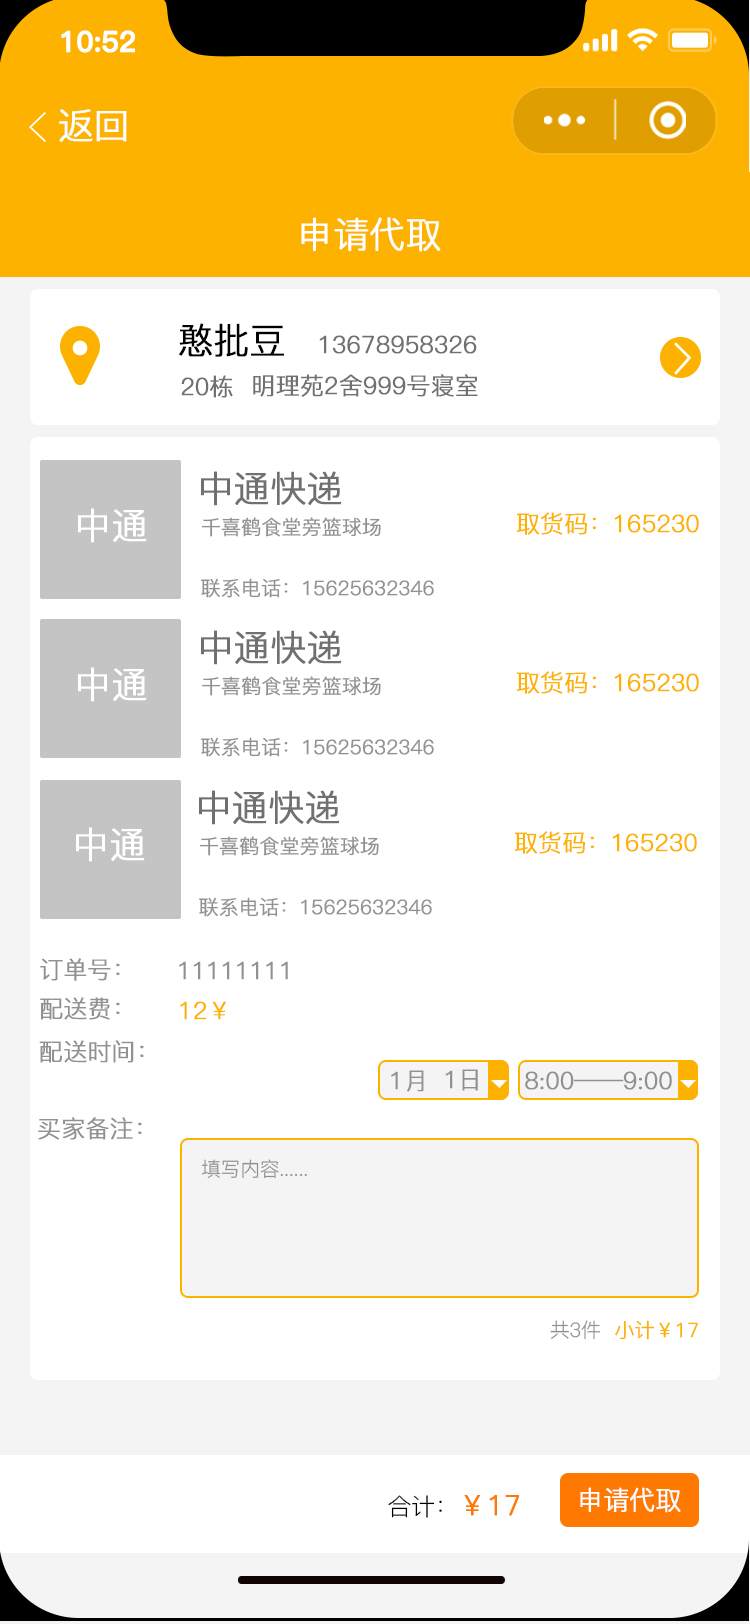 10:52
返回
申请代取
憨批豆 13678958326
20栋 明理苑2舍999号寝室
中通
中通快递
千喜鹤食堂旁篮球场
取货码：165230
联系电话：15625632346
中通
中通快递
千喜鹤食堂旁篮球场
取货码：165230
联系电话：15625632346
中通
中通快递
千喜鹤食堂旁篮球场
取货码：165230
联系电话：15625632346
订单号： 11111111
配送费： 12￥
配送时间：
1月 1日 8:00——9:00
买家备注：
填写内容......
共3件 小计￥17
合计：￥17 申请代取